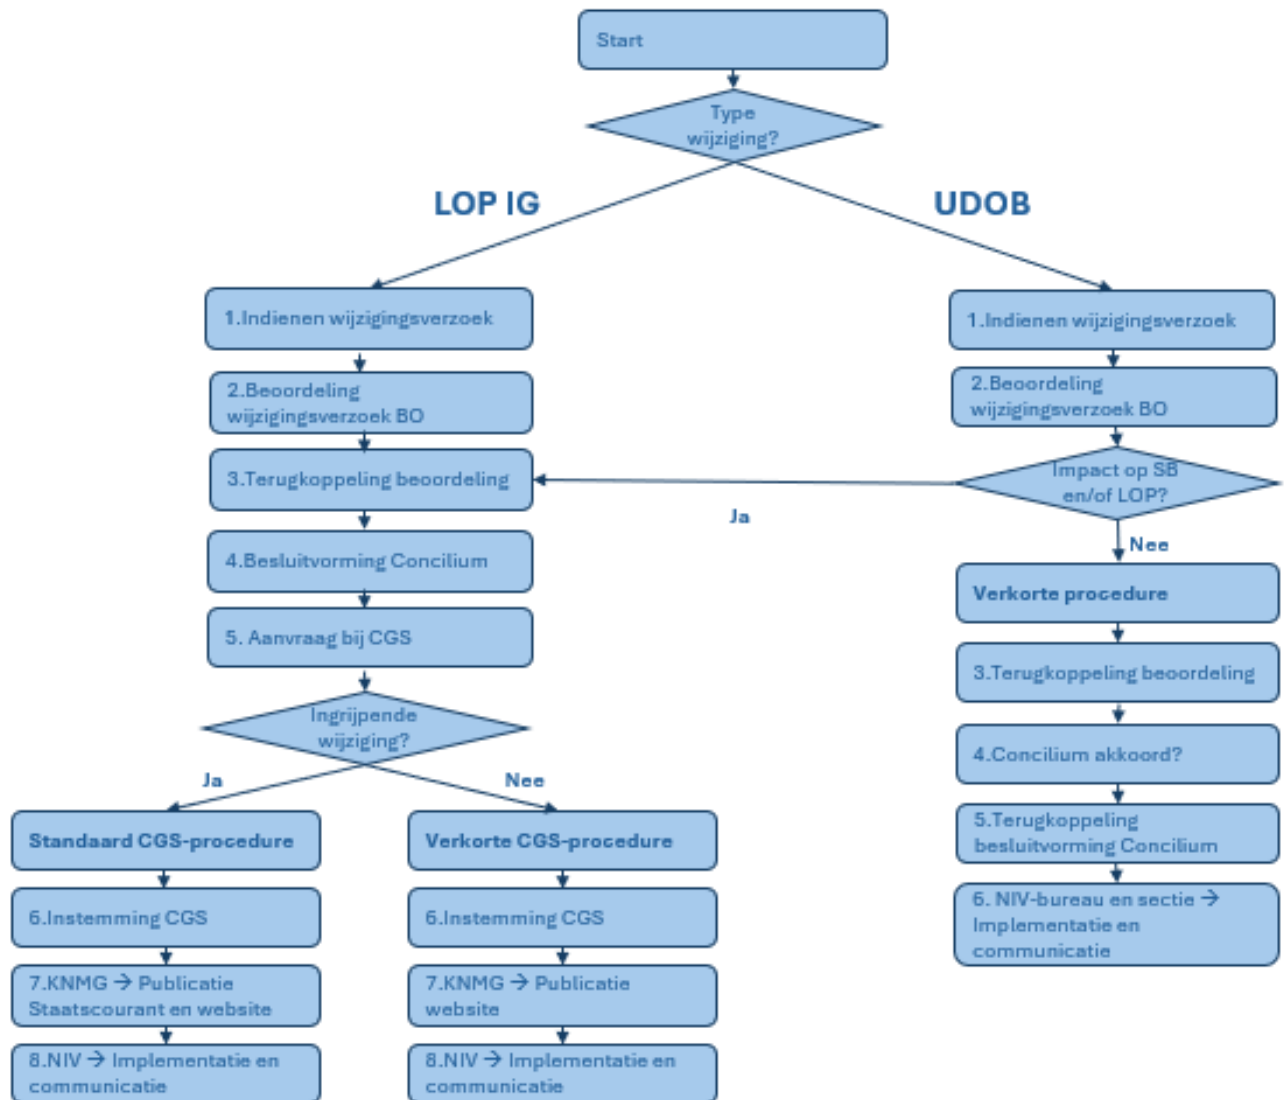 Start
Type
wijziging?
LOP IG
UDOB
1.Indienen wijzigingsverzoek
2.Beoordeling
wijzigingsverzoek BO
3.Terugkoppeling beoordeling
4.Besluitvorming Concilium
5. Aanvraag bij CGS
Ingrijpende
wijziging?
Ja
Nee
Standaard CGS-procedure
6.Instemming CGS
7.KNMG → Publicatie
Staatscourant en website
8.NIV → Implementatie en
communicatie
Verkorte CGS-procedure
6.Instemming CGS
7.KNMG → Publicatie
website
8.NIV → Implementatie en
communicatie
1.Indienen wijzigingsverzoek
2.Beoordeling
wijzigingsverzoek BO
Impact op SB
en/of LOP?
Ja
Nee
Verkorte procedure
3.Terugkoppeling beoordeling
4.Concilium akkoord?
5.Terugkoppeling
besluitvorming Concilium
6. NIV-bureau en sectie →
Implementatie en
communicatie